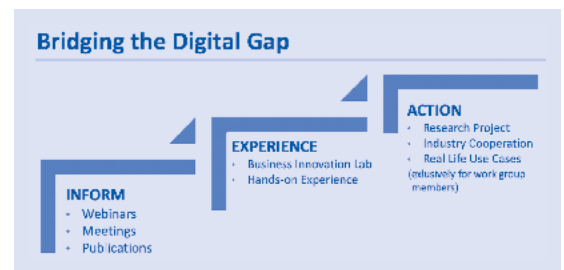 Bridging the Digital Gap
INFORM
• Webinars
• Meetings
• Publications
EXPERIENCE
• Business Innovation Lab
• Hands-on Experience
ACTION
• Research Project
• Industry Cooperation
• Real Life Use Cases
(exlusively for work group
members)